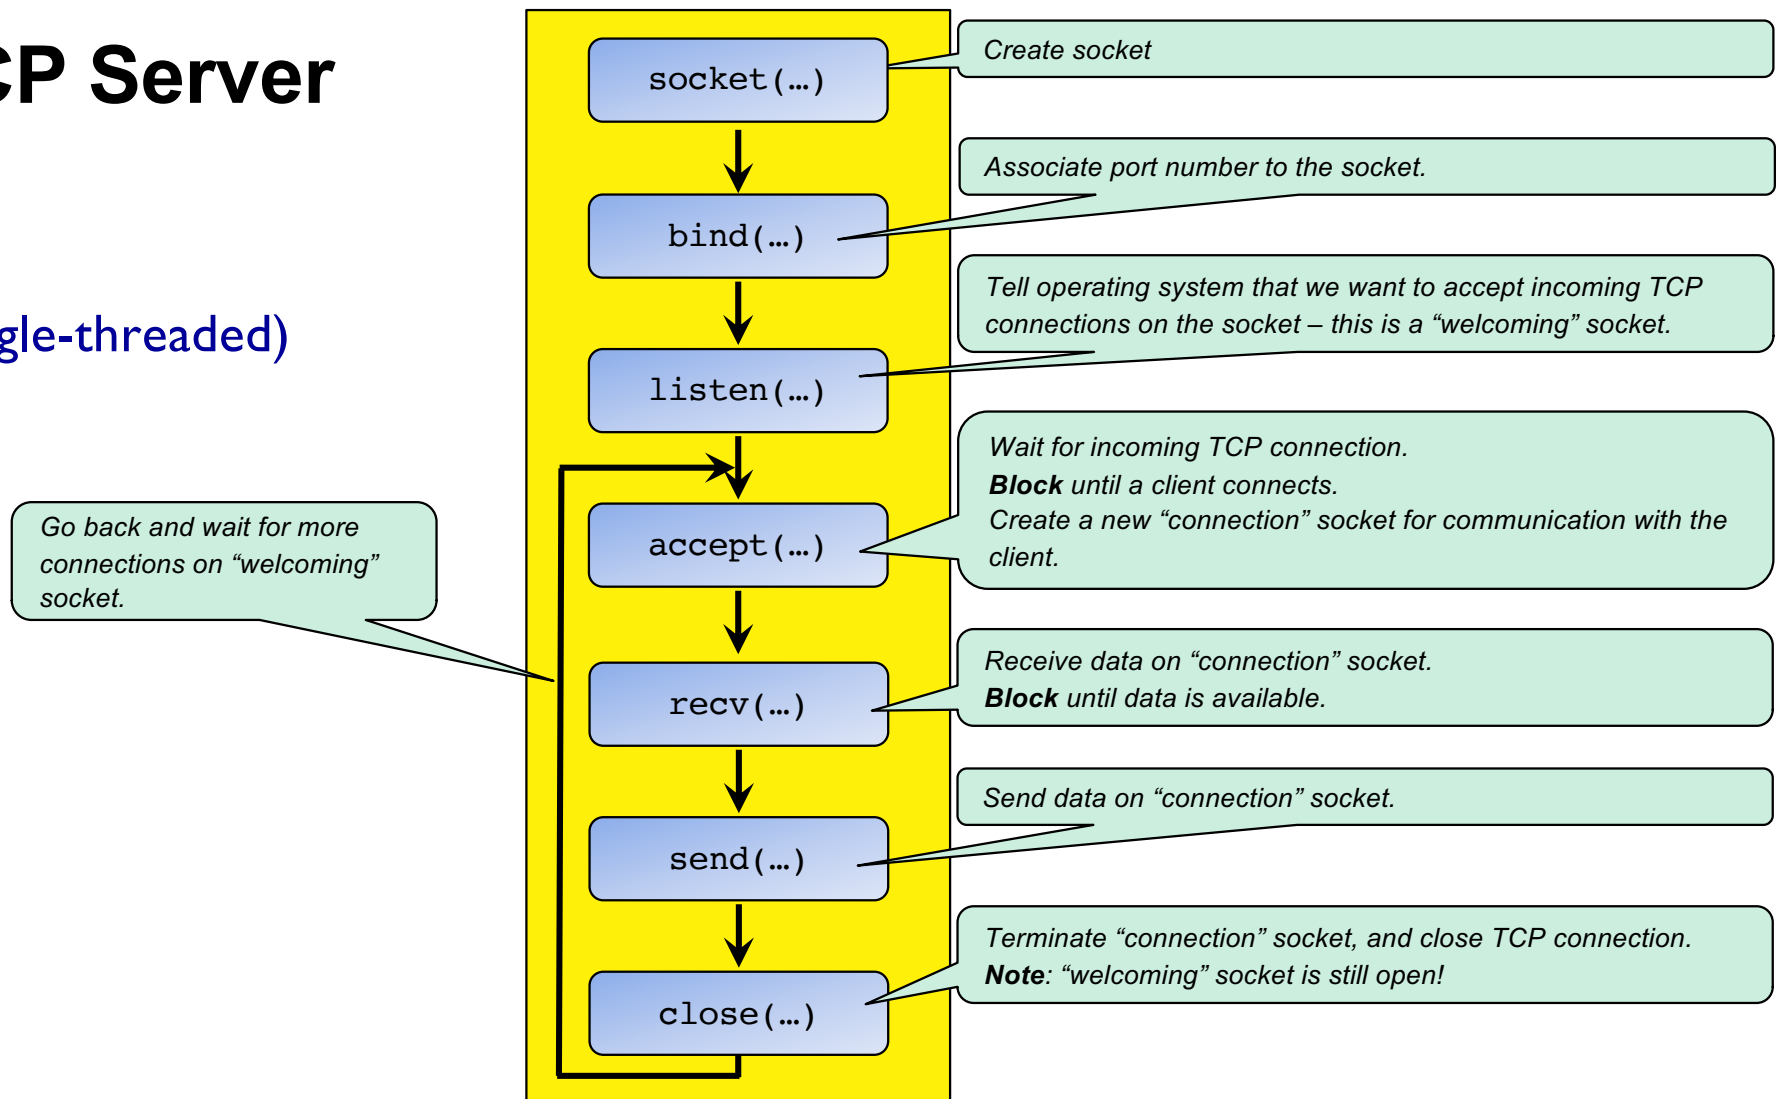 CP Server
gle-threaded)
socket(…)
Create socket
bind(…)
Associate port number to the socket.
listen(…)
Tell operating system that we want to accept incoming TCP
connections on the socket – this is a “welcoming” socket.
accept(…)
Wait for incoming TCP connection.
Block until a client connects.
Create a new “connection” socket for communication with the
client.
Go back and wait for more
connections on “welcoming”
socket.
recv(…)
Receive data on “connection” socket.
Block until data is available.
send(…)
Send data on “connection” socket.
close(…)
Terminate “connection” socket, and close TCP connection.
Note: “welcoming” socket is still open!